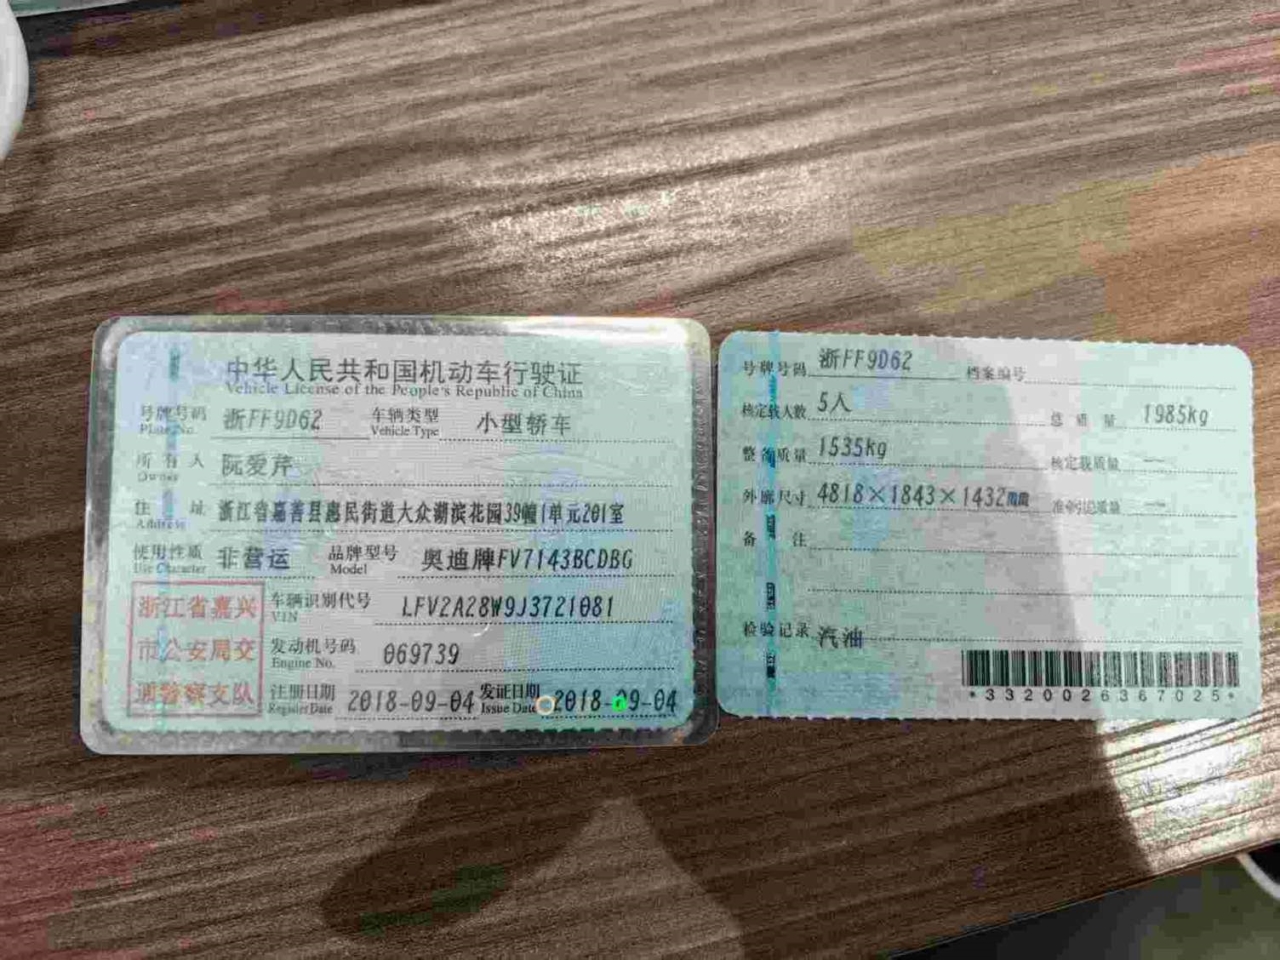 中华人民共和国机动车行驶证
Vehicle License of the People's Republic of China
号牌号码 浙FF9D62 车辆类型 小型轿车
Plate No. Vehicle Type
所有人 阮爱芹
Owner
住址 浙江省嘉善县惠民街道大众湖滨花园39幢1单元201室
Address
使用性质 非营运 品牌型号 奥迪牌FV7143BCDBG
Use Character Model
浙江省嘉兴
市公安局交
通警察支队
车辆识别代号 LFV2A28W9J3721081
VIN
发动机号码 069739
Engine No.
注册日期 2018-09-04 发证日期 2018-09-04
Register Date Issue Date
号牌号码 浙FF9D62 档案编号
核定载人数 5人 总质量 1985kg
整备质量 1535kg 核定载质量 --
外廓尺寸 4818×1843×1432mm 准牵引总质量 --
备注
检验记录 汽油
*3320026367025*